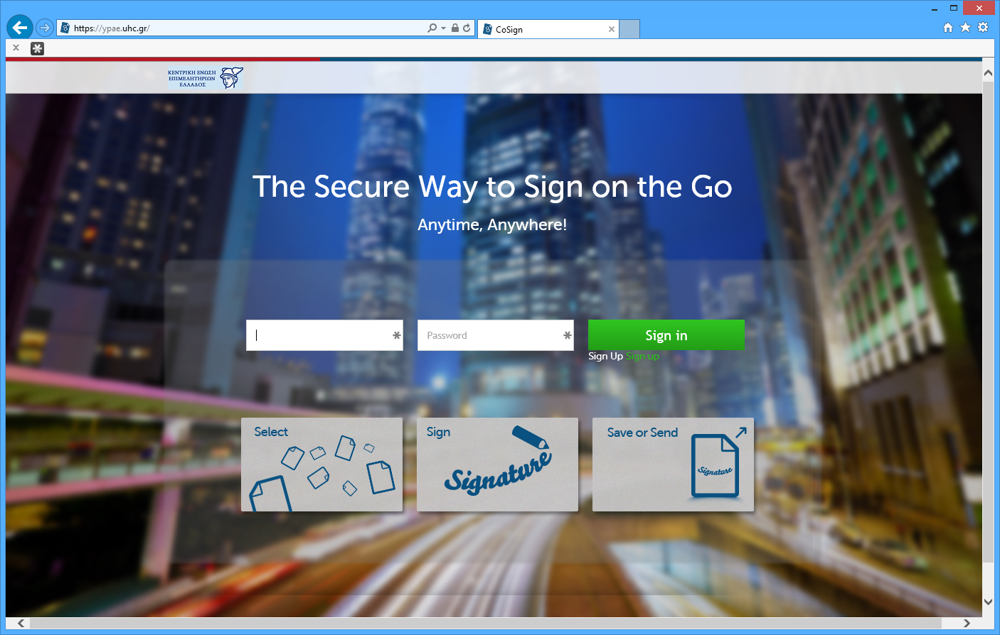 https://ypae.uhc.gr/
CoSign
ΚΕΝΤΡΙΚΗ ΕΝΩΣΗ
ΕΠΙΜΕΛΗΤΗΡΙΩΝ
ΕΛΛΑΔΟΣ
The Secure Way to Sign on the Go
Anytime, Anywhere!
Password
Sign in
Sign Up Sign up
Select
Sign
Save or Send
Signature
Signature